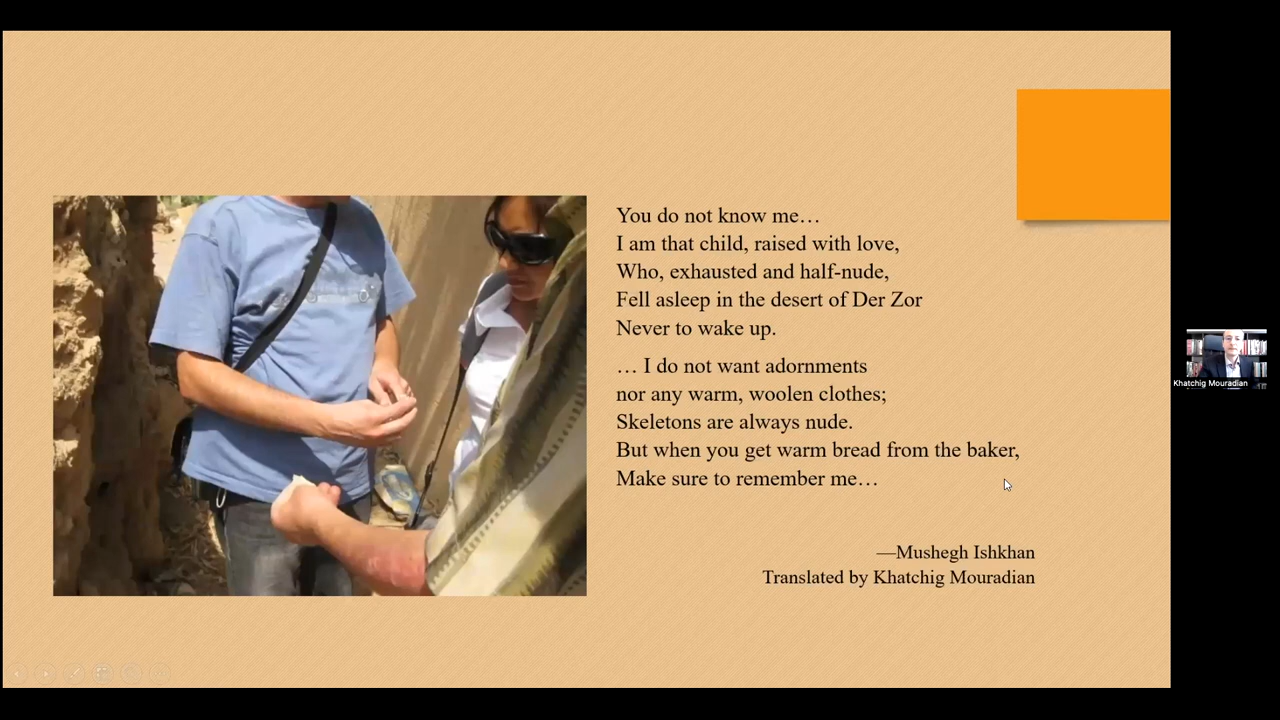 You do not know me…
I am that child, raised with love,
Who, exhausted and half-nude,
Fell asleep in the desert of Der Zor
Never to wake up.
… I do not want adornments
nor any warm, woolen clothes;
Skeletons are always nude.
But when you get warm bread from the baker,
Make sure to remember me…
—Mushegh Ishkhan
Translated by Khatchig Mouradian
Khatchig Mouradian